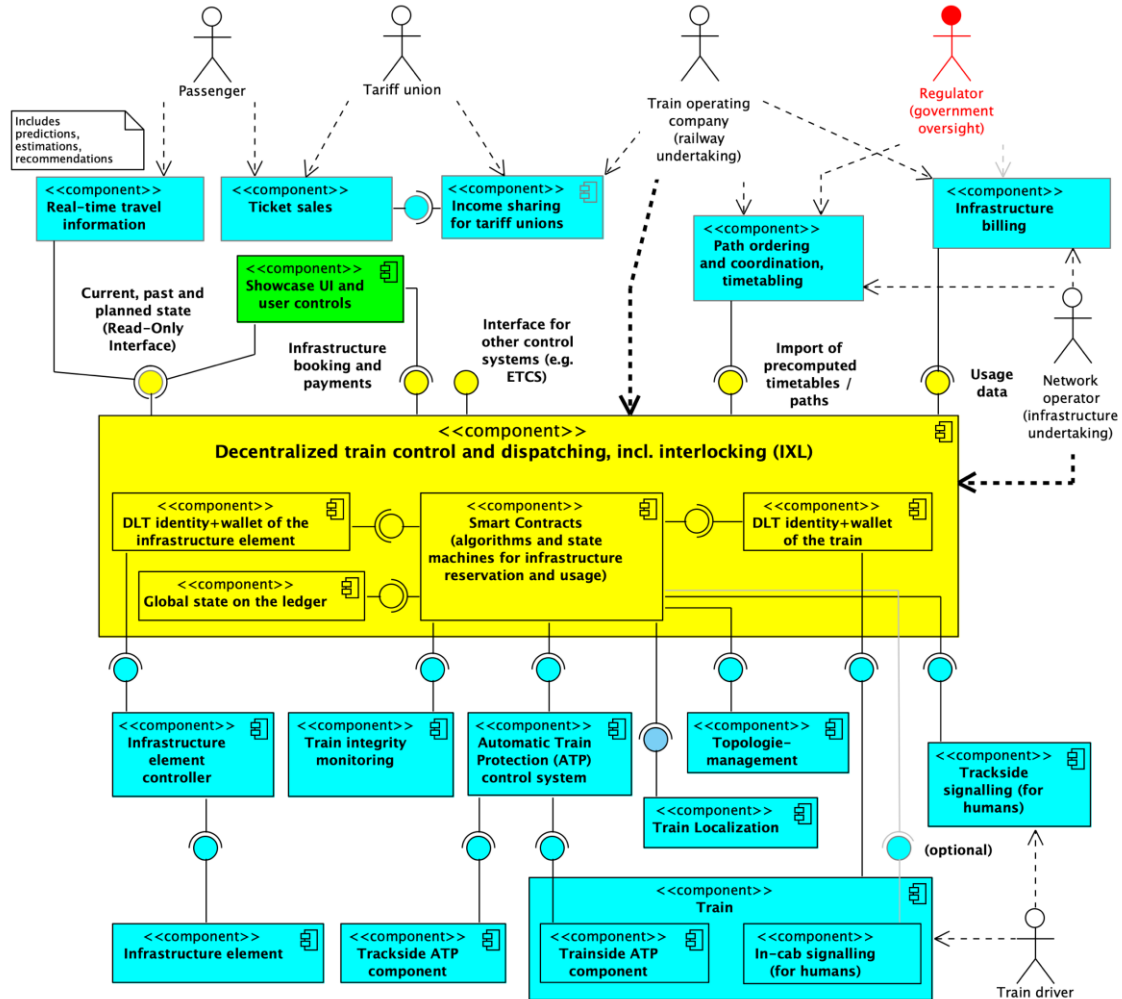 Passenger
Tariff union
Train operating
company
(railway
undertaking)
Regulator
(government
oversight)
Includes
predictions,
estimations,
recommendations
<<component>>
Real-time travel
information
<<component>>
Ticket sales
<<component>>
Income sharing
for tariff unions
<<component>>
Path ordering
and coordination,
timetabling
<<component>>
Infrastructure
billing
<<component>>
Showcase UI and
user controls
Current, past and
planned state
(Read-Only
Interface)
Infrastructure
booking and
payments
Interface for
other control
systems (e.g.
ETCS)
Import of
precomputed
timetables /
paths
Usage
data
Network
operator
(infrastructure
undertaking)
<<component>>
Decentralized train control and dispatching, incl. interlocking (IXL)
<<component>>
DLT identity+wallet of the
infrastructure element
<<component>>
Smart Contracts
(algorithms and state
machines for infrastructure
reservation and usage)
<<component>>
DLT identity+wallet
of the train
<<component>>
Global state on the ledger
<<component>>
Infrastructure
element
controller
<<component>>
Train integrity
monitoring
<<component>>
Automatic Train
Protection (ATP)
control system
<<component>>
Topologie-
management
<<component>>
Trackside
signalling (for
humans)
<<component>>
Train Localization
(optional)
<<component>>
Train
<<component>>
Infrastructure element
<<component>>
Trackside ATP
component
<<component>>
Trainside ATP
component
<<component>>
In-cab signalling
(for humans)
Train driver